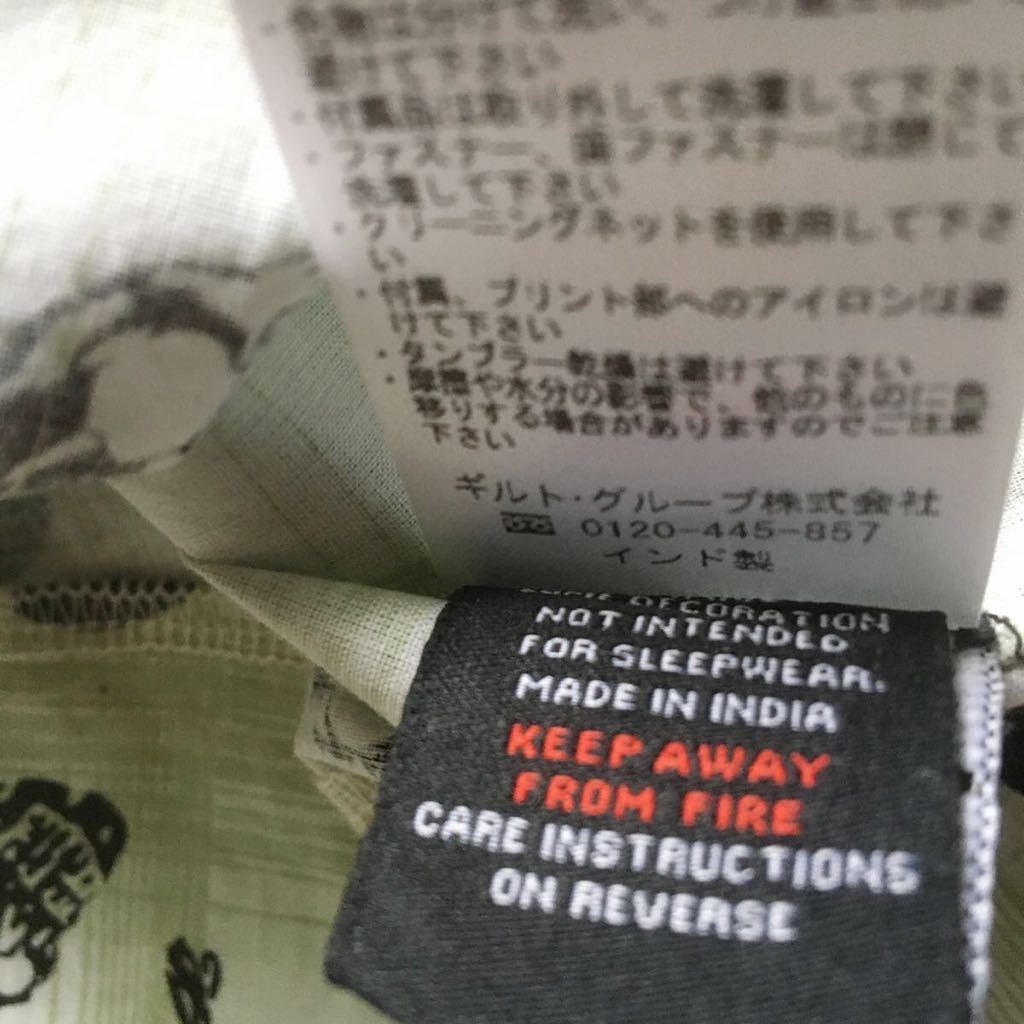 避けて下さい
・付属品は取り外して洗濯して下さい
・ファスナー、面ファスナーは閉じて
洗濯して下さい
・クリーニングネットを使用して下さ
い
・付属、プリント部へのアイロンは避
けて下さい
・タンブラー乾燥は避けて下さい
・摩擦や水分の影響で、他のものに色
移りする場合がありますのでご注意
下さい
ギルト・グループ株式会社
0120-445-857
インド製
DECORATION
NOT INTENDED
FOR SLEEPWEAR.
MADE IN INDIA
KEEP AWAY
FROM FIRE
CARE INSTRUCTIONS
ON REVERSE